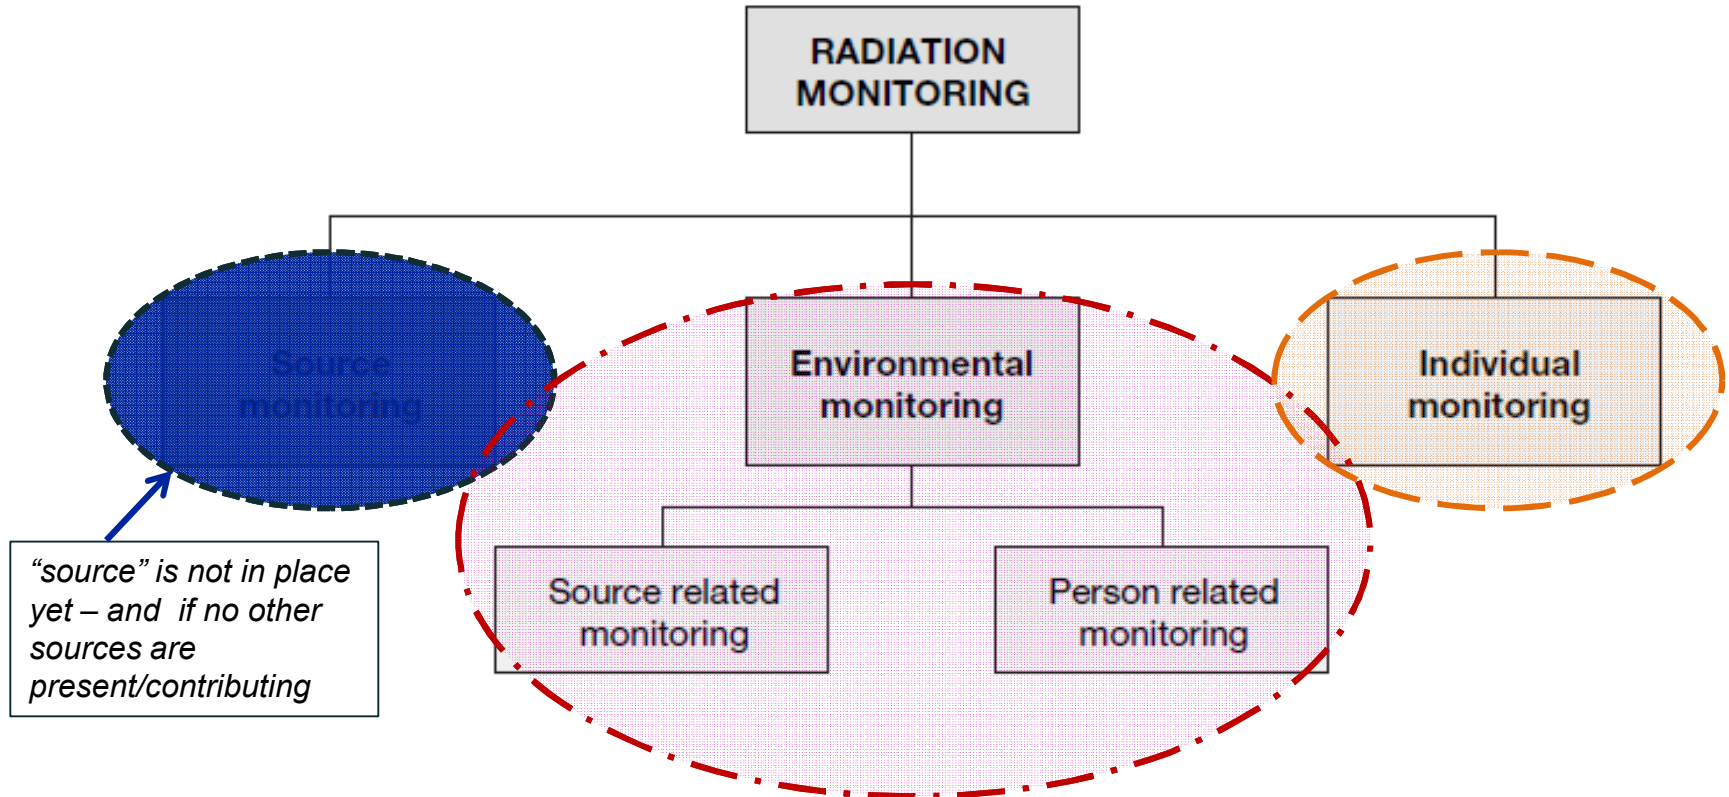 RADIATION
MONITORING
Source
monitoring
Environmental
monitoring
Individual
monitoring
“source” is not in place
yet – and  if no other
sources are
present/contributing
Source related
monitoring
Person related
monitoring